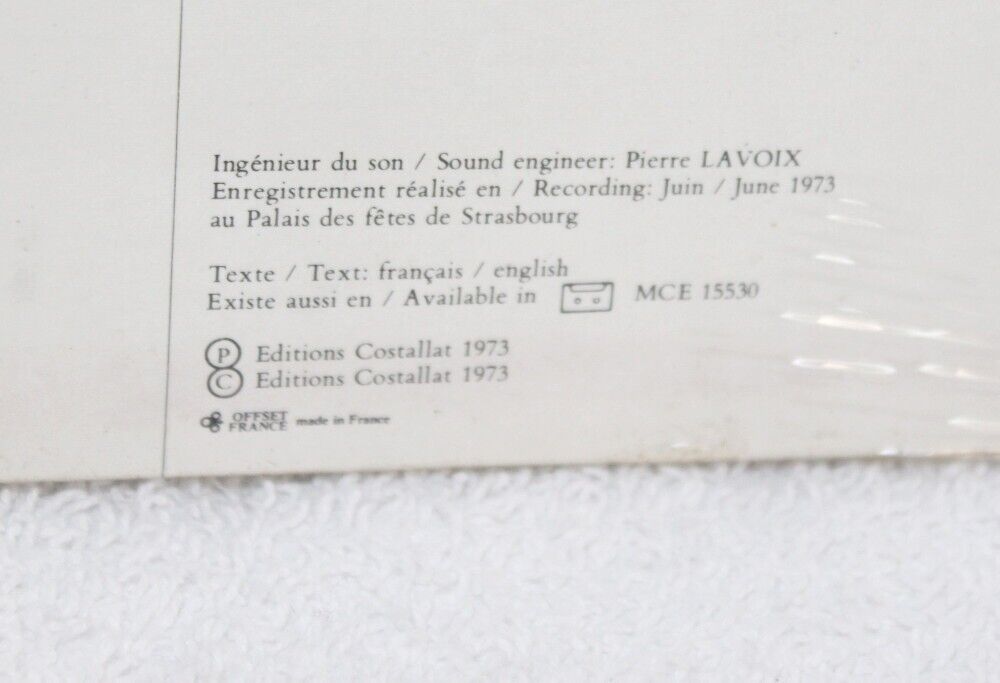 Ingénieur du son / Sound engineer: Pierre LAVOIX
Enregistrement réalisé en / Recording: Juin / June 1973
au Palais des fêtes de Strasbourg
Texte / Text: français / english
Existe aussi en / Available in MCE 15530
Ⓟ Editions Costallat 1973
© Editions Costallat 1973
OFFSET FRANCE made in France